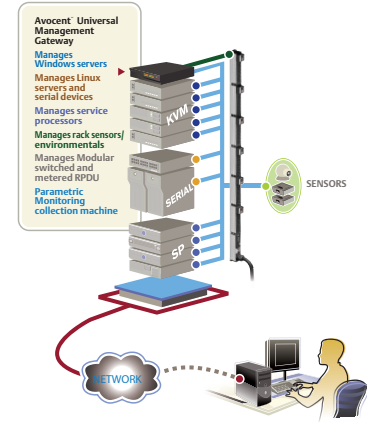 Avocent® Universal
Management
Gateway
Manages
Windows servers
Manages Linux
servers and
serial devices
Manages service
processors
Manages rack sensors/
environmentals
Manages Modular
switched and
metered RPDU
Parametric
Monitoring
collection machine
KVM
SERIAL
SP
SENSORS
NETWORK